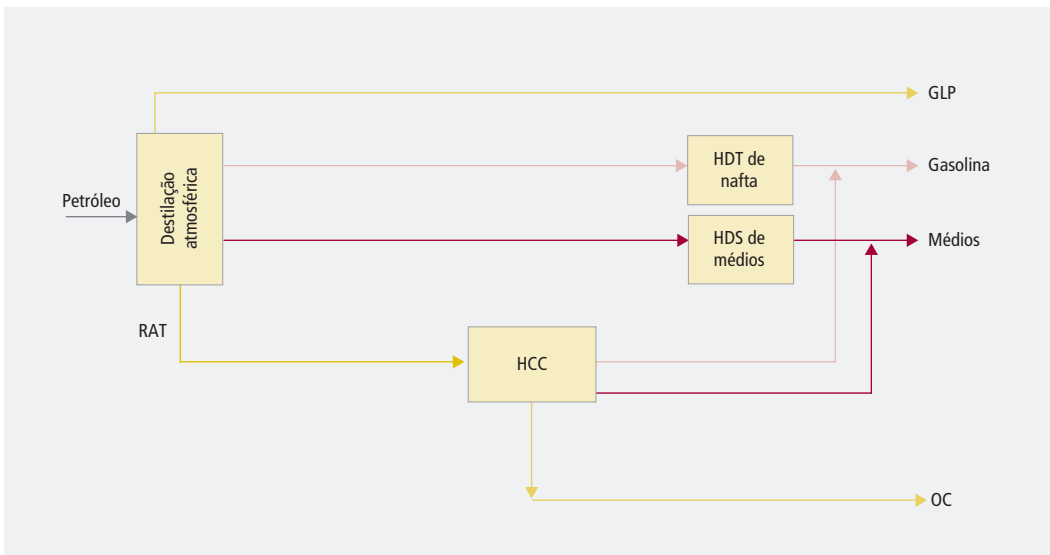 GLP
HDT de
nafta
Gasolina
Petróleo
Destilação
atmosférica
HDS de
médios
Médios
RAT
HCC
OC